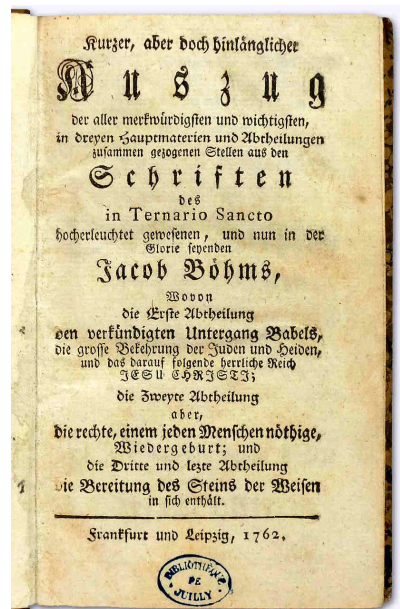 Kurzer, aber doch hinlänglicher
Auszug
der aller merkwürdigsten und wichtigsten,
in dreyen Hauptmaterien und Abtheilungen
zusammen gezogenen Stellen aus den
Schriften
des
in Ternario Sancto
hocherleuchtet gewesenen, und nun in der
Glorie seyenden
Jacob Böhms,
Wovon
die Erste Abtheilung
den verkündigten Untergang Babels,
die grosse Bekehrung der Juden und Heiden,
und das darauf folgende herrliche Reich
JESU CHRISTI;
die Zweyte Abtheilung
aber,
die rechte, einem jeden Menschen nöthige,
Wiedergeburt; und
die Dritte und lezte Abtheilung
die Bereitung des Steins der Weisen
in sich enthält.
Frankfurt und Leipzig, 1762.
BIBLIOTHÈQUE
DE
JUILLY